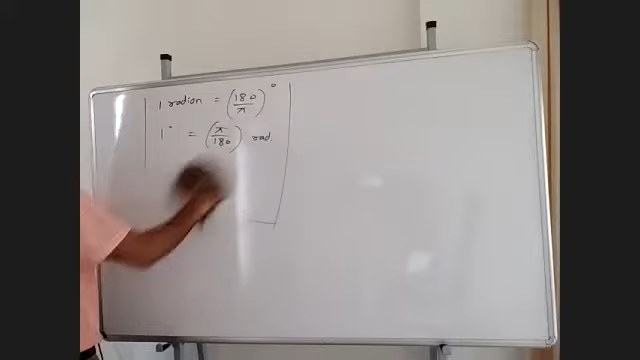 1 radian = (180/π)°
1° = (π/180) rad.